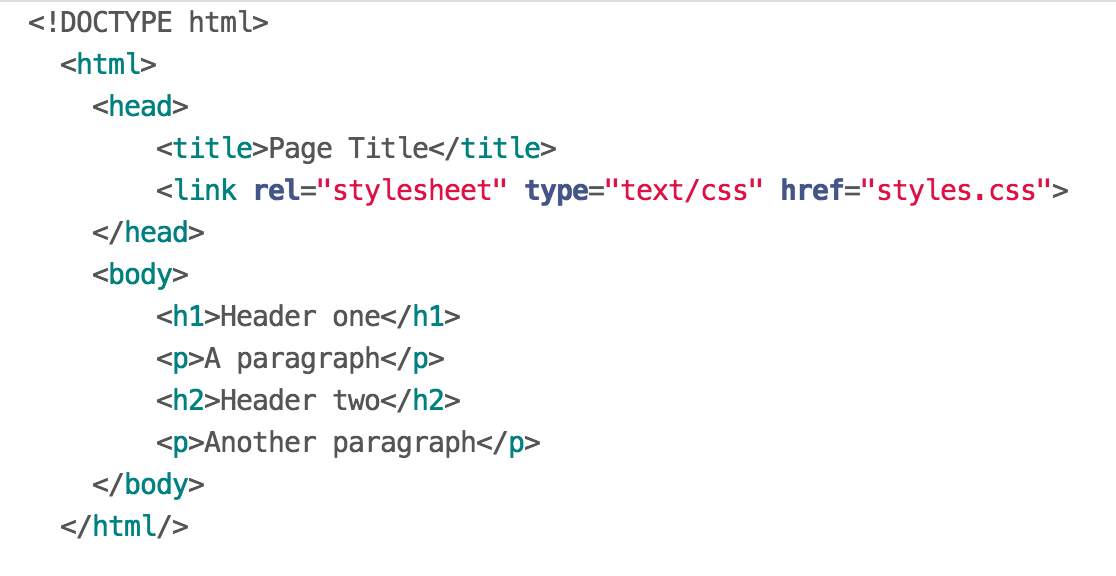 <!DOCTYPE html>
<html>
<head>
<title>Page Title</title>
<link rel="stylesheet" type="text/css" href="styles.css">
</head>
<body>
<h1>Header one</h1>
<p>A paragraph</p>
<h2>Header two</h2>
<p>Another paragraph</p>
</body>
</html/>